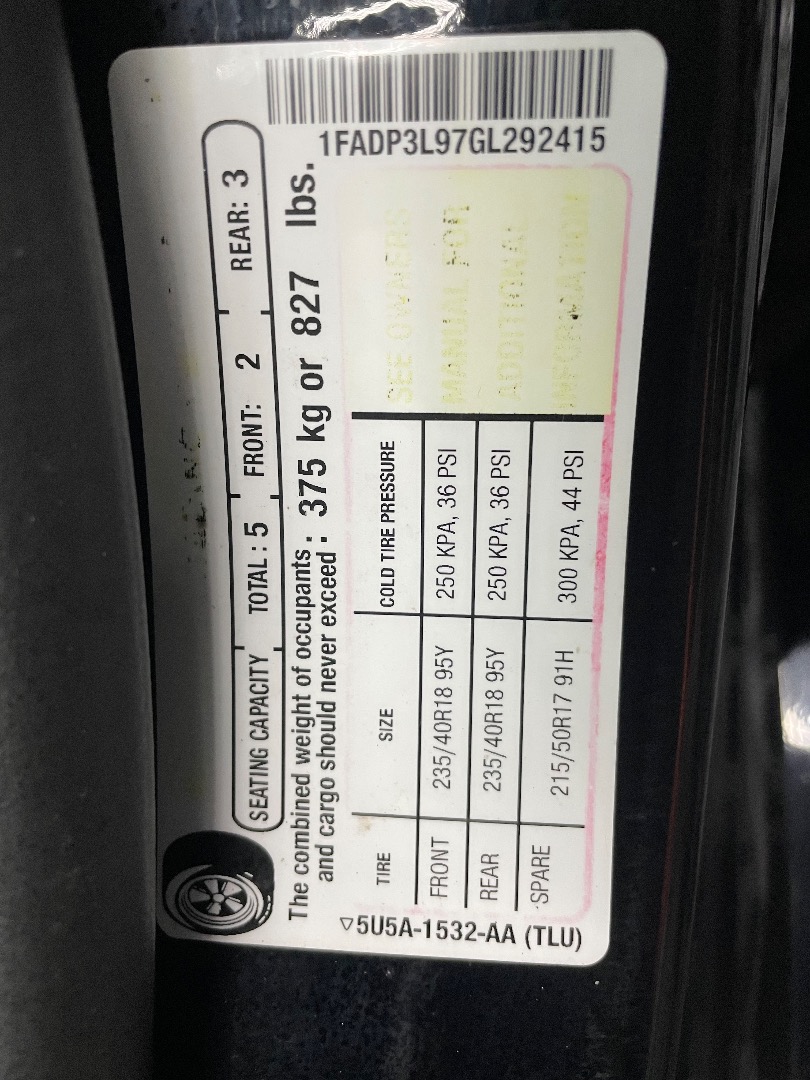 1FADP3L97GL292415
SEATING CAPACITY TOTAL : 5 FRONT: 2 REAR: 3
The combined weight of occupants
and cargo should never exceed : 375 kg or 827 lbs.
TIRE SIZE COLD TIRE PRESSURE
FRONT 235/40R18 95Y 250 KPA, 36 PSI
REAR 235/40R18 95Y 250 KPA, 36 PSI
SPARE 215/50R17 91H 300 KPA, 44 PSI
SEE OWNERS
MANUAL FOR
ADDITIONAL
INFORMATION
▽5U5A-1532-AA (TLU)